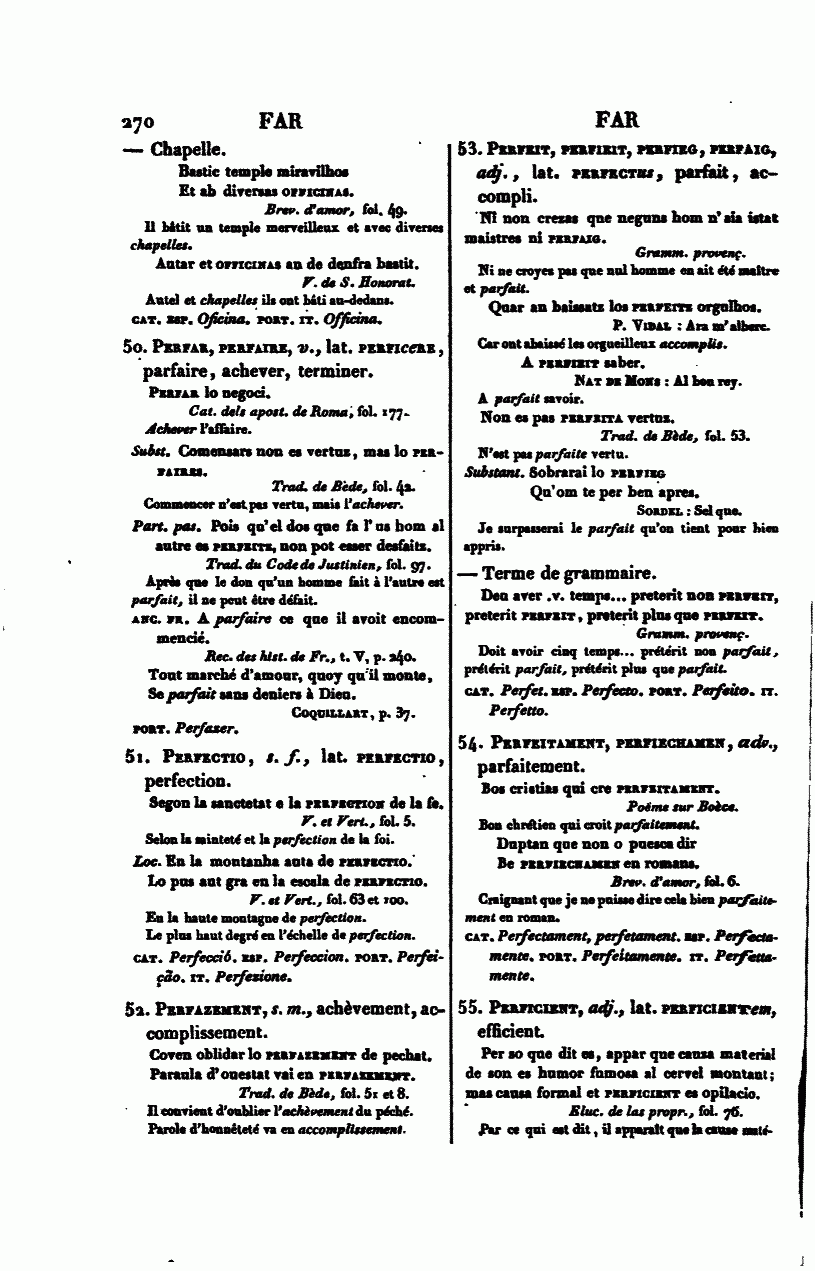 270 FAR
— Chapelle.
Bastic temple miravilhos
Et ab diversas OFFICINAS.
Brev. d'amor, fol. 49.
Il bâtit un temple merveilleux et avec diverses
chapelles.
Autar et OFFICINAS an de denfra bastit.
V. de S. Honorat.
Autel et chapelles ils ont bâti au-dedans.
CAT. ESP. Oficina. PORT. IT. Officina.
50. PERFAR, PERFAIRE, v., lat. PERFICERE,
parfaire, achever, terminer.
PERFAR lo negoci.
Cat. dels apost. de Roma, fol. 177.
Achever l'affaire.
Subst. Comensars non es vertuz, mas lo PER-
FAIRES.
Trad. de Bède, fol. 42.
Commencer n'est pas vertu, mais l'achever.
Part. pas. Pois qu'el dos que fa l'us hom al
autre es PERFEITZ, non pot esser desfaitz.
Trad. du Code de Justinien, fol. 97.
Après que le don qu'un homme fait à l'autre est
parfait, il ne peut être défait.
ANC. FR. A parfaire ce que il avoit encom-
mencié.
Rec. des hist. de Fr., t. V, p. 240.
Tout marché d'amour, quoy qu'il monte,
Se parfait sans deniers à Dieu.
COQUILLART, p. 37.
PORT. Perfazer.
51. PERFECTIO, s. f., lat. PERFECTIO,
perfection.
Segon la sanctetat e la PERFECTION de la fe.
V. et Vert., fol. 5.
Selon la sainteté et la perfection de la foi.
Loc. En la montanha auta de PERFECTIO.
Lo pus aut gra en la escala de PERFECTIO.
V. et Vert., fol. 63 et 100.
En la haute montagne de perfection.
Le plus haut degré en l'échelle de perfection.
CAT. Perfecció. ESP. Perfeccion. PORT. Perfei-
ção. IT. Perfezione.
52. PERFAZEMENT, s. m., achèvement, ac-
complissement.
Coven oblidar lo PERFAZEMENT de pechat.
Paraula d'onestat vai en PERFAZEMENT.
Trad. de Bède, fol. 51 et 8.
Il convient d'oublier l'achèvement du péché.
Parole d'honnêteté va en accomplissement.
FAR
53. PERFEIT, PERFIEIT, PERFIEG, PERFAIG,
adj., lat. PERFECTUS, parfait, ac-
compli.
Ni non crezas que neguns hom n'aia istat
maistres ni PERFAIG.
Gramm. provenç.
Ni ne croyes pas que nul homme en ait été maître
et parfait.
Quar an baissatz los PERFEITS orgulhos.
P. VIDAL : Ara m'alberc.
Car ont abaissé les orgueilleux accomplis.
A PERFIEIT saber.
NAT DE MONS : Al bon rey.
A parfait savoir.
Non es pas PERFEITA vertuz.
Trad. de Bède, fol. 53.
N'est pas parfaite vertu.
Substant. Sobrarai lo PERFIEG
Qu'om te per ben apres.
SORDEL : Sel que.
Je surpasserai le parfait qu'on tient pour bien
appris.
— Terme de grammaire.
Deu aver .v. temps... preterit non PERFEIT,
preterit PERFEIT, preterit plus que PERFEIT.
Gramm. provenç.
Doit avoir cinq temps... prétérit non parfait,
prétérit parfait, prétérit plus que parfait.
CAT. Perfet. ESP. Perfecto. PORT. Perfeito. IT.
Perfetto.
54. PERFEITAMENT, PERFIECHAMEN, adv.,
parfaitement.
Bos cristias qui cre PERFEITAMENT.
Poëme sur Boèce.
Bon chrétien qui croit parfaitement.
Duptan que non o puesca dir
Be PERFIECHAMEN en romans.
Brev. d'amor, fol. 6.
Craignant que je ne puisse dire cela bien parfaite-
ment en roman.
CAT. Perfectament, perfetament. ESP. Perfecta-
mente. PORT. Perfeitamente. IT. Perfetta-
mente.
55. PERFICIENT, adj., lat. PERFICIENTem,
efficient.
Per so que dit es, appar que causa material
de son es humor fumosa al cervel montant;
mas causa formal et PERFICIENT es opilacio.
Eluc. de las propr., fol. 76.
Par ce qui est dit, il apparaît que la cause maté-